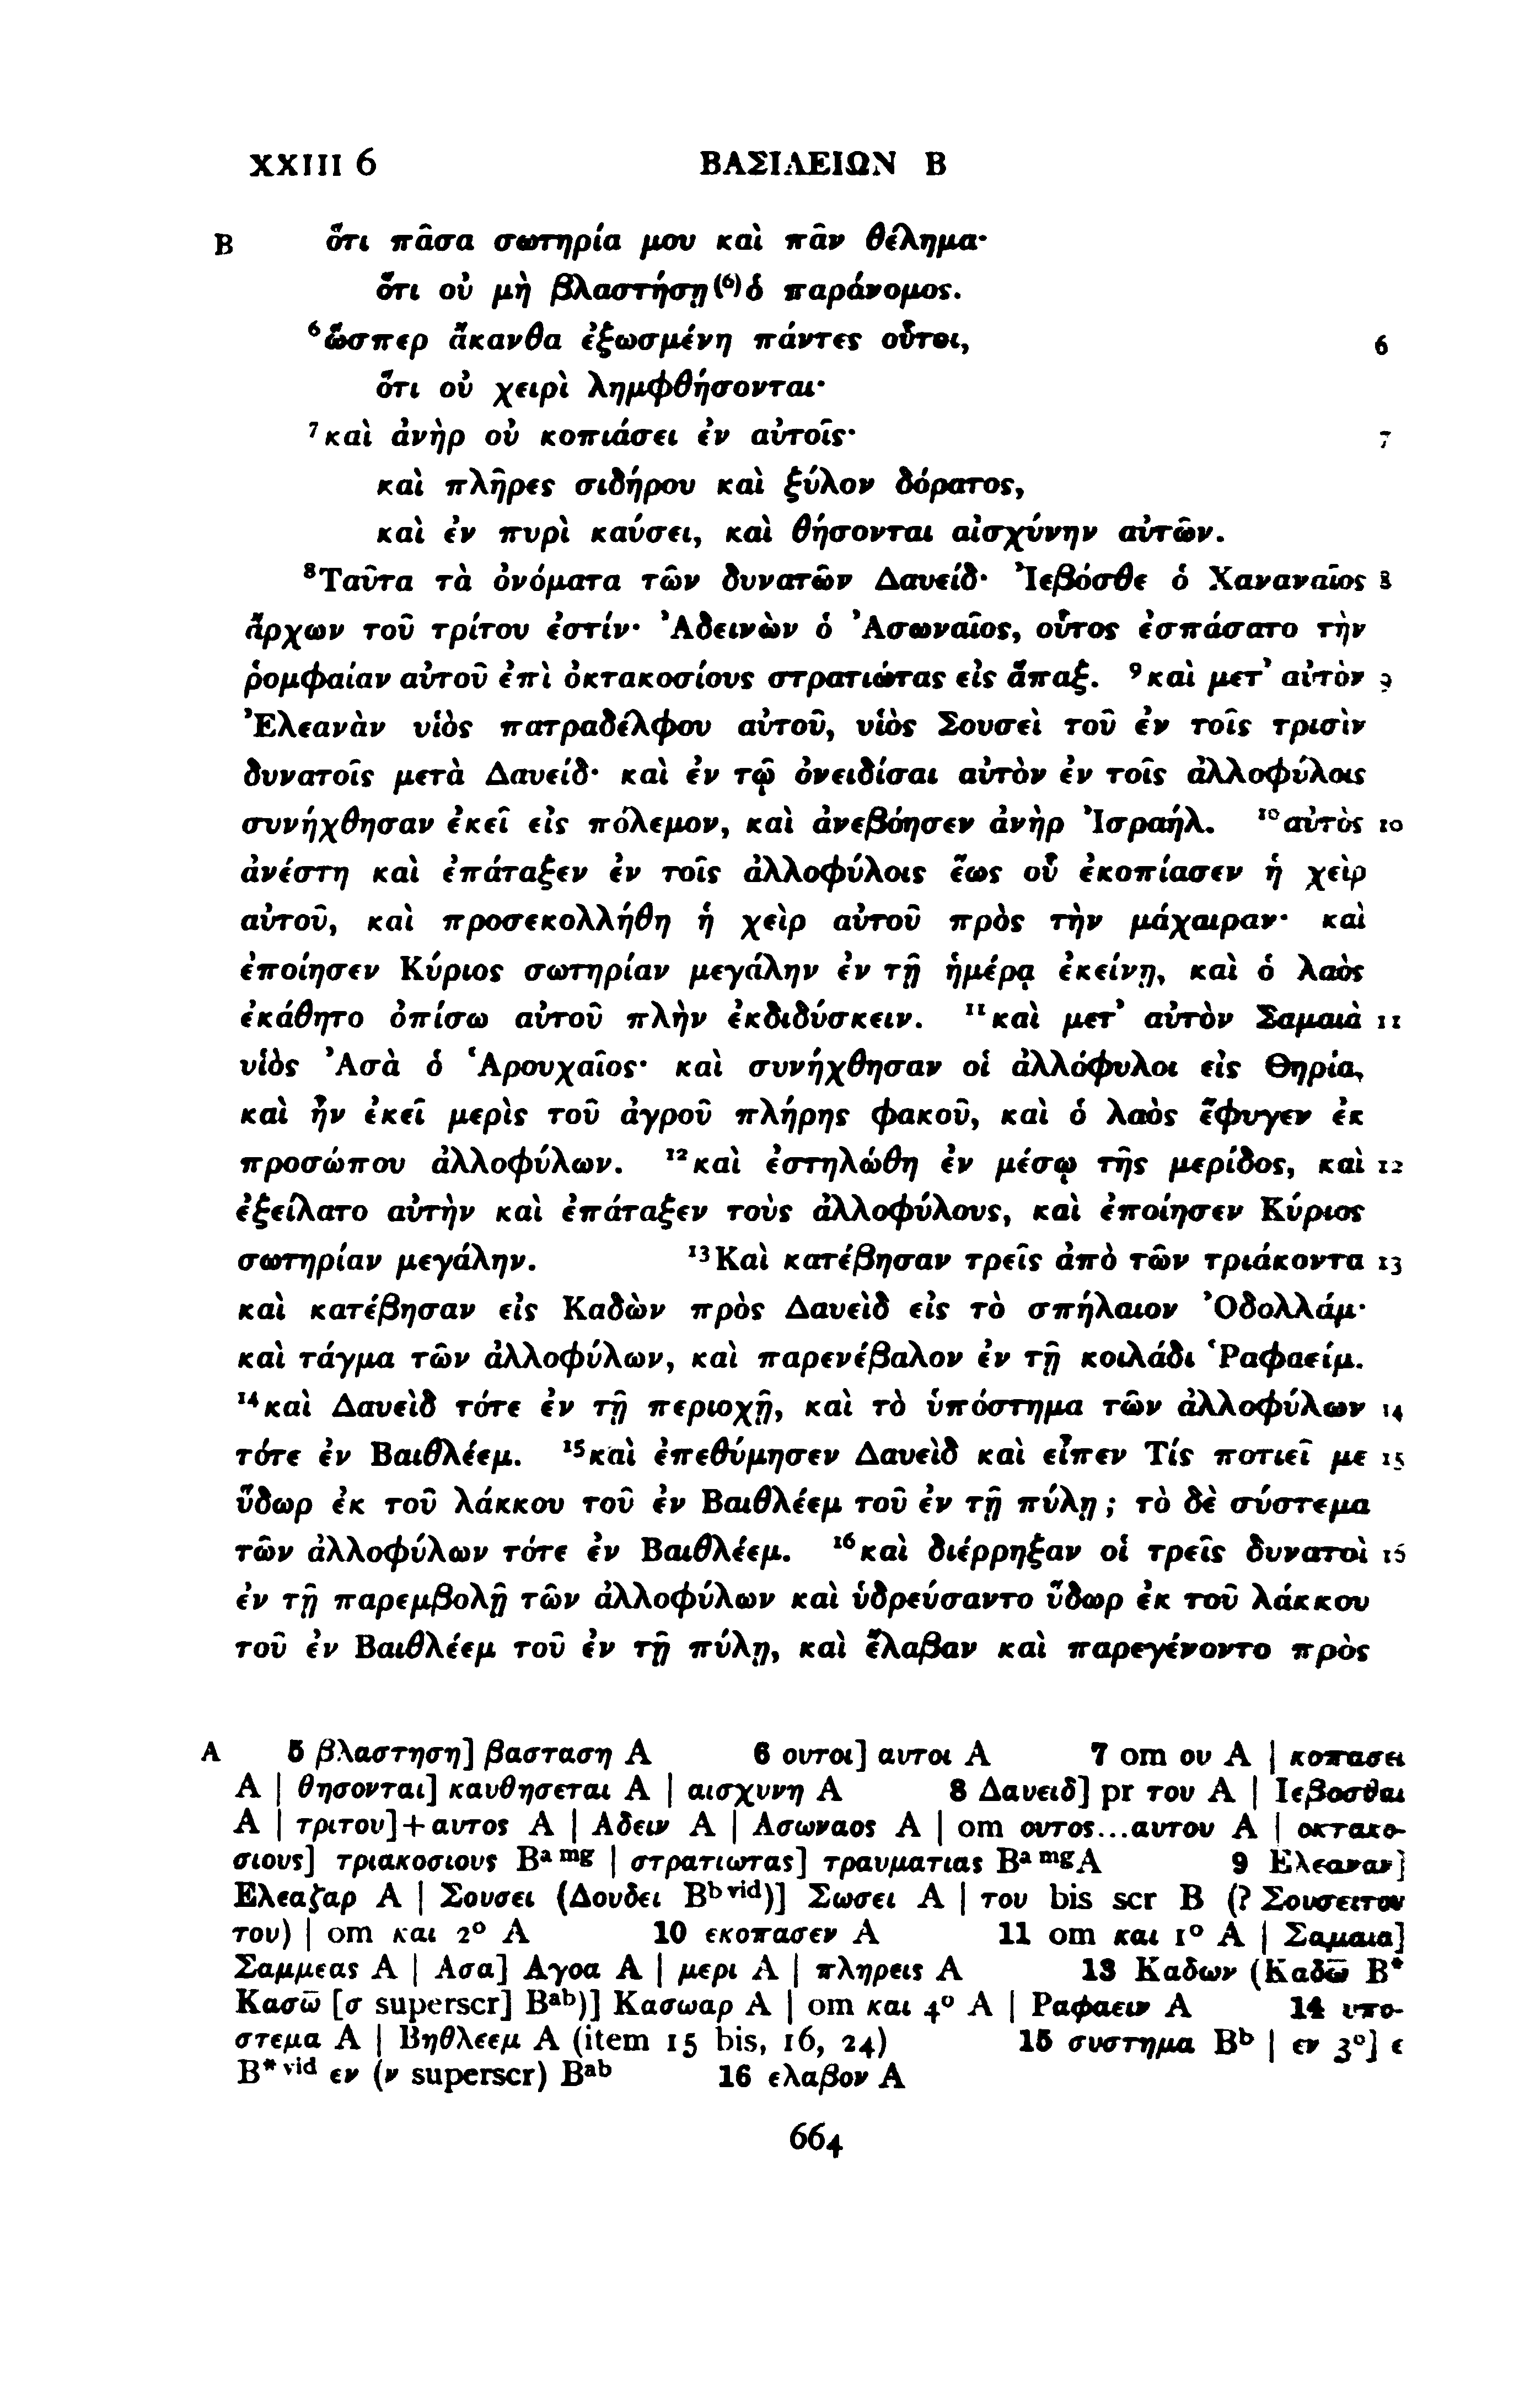 XXIII 6 ΒΑΣΙΛΕΙΩΝ Β
B ὅτι πᾶσα σωτηρία μου καὶ πᾶν θέλημα·
ὅτι οὐ μὴ βλαστήσῃ (6) ὁ παράνομος.
6 ὥσπερ ἄκανθα ἐξωσμένη πάντες οὗτοι, 6
ὅτι οὐ χειρὶ λημφθήσονται·
7 καὶ ἀνὴρ οὐ κοπιάσει ἐν αὐτοῖς· 7
καὶ πλῆρες σιδήρου καὶ ξύλον δόρατος,
καὶ ἐν πυρὶ καύσει, καὶ θήσονται αἰσχύνην αὐτῶν.
8 Ταῦτα τὰ ὀνόματα τῶν δυνατῶν Δαυείδ· Ἰεβόσθε ὁ Χαναναῖος 8
ἄρχων τοῦ τρίτου ἐστίν· Ἀδεινὼν ὁ Ἀσωναῖος, οὗτος ἐσπάσατο τὴν
ῥομφαίαν αὐτοῦ ἐπὶ ὀκτακοσίους στρατιώτας εἰς ἅπαξ. 9 καὶ μετ’ αὐτὸν 9
Ἐλεανὰν υἱὸς πατραδέλφου αὐτοῦ, υἱὸς Σουσεὶ τοῦ ἐν τοῖς τρισὶν
δυνατοῖς μετὰ Δαυείδ· καὶ ἐν τῷ ὀνειδίσαι αὐτὸν ἐν τοῖς ἀλλοφύλοις
συνήχθησαν ἐκεῖ εἰς πόλεμον, καὶ ἀνεβόησεν ἀνὴρ Ἰσραήλ. 10 αὐτὸς 10
ἀνέστη καὶ ἐπάταξεν ἐν τοῖς ἀλλοφύλοις ἕως οὗ ἐκοπίασεν ἡ χεὶρ
αὐτοῦ, καὶ προσεκολλήθη ἡ χεὶρ αὐτοῦ πρὸς τὴν μάχαιραν· καὶ
ἐποίησεν Κύριος σωτηρίαν μεγάλην ἐν τῇ ἡμέρᾳ ἐκείνῃ, καὶ ὁ λαὸς
ἐκάθητο ὀπίσω αὐτοῦ πλὴν ἐκδιδύσκειν. 11 καὶ μετ’ αὐτὸν Σαμαιὰ 11
υἱὸς Ἀσὰ ὁ Ἁρουχαῖος· καὶ συνήχθησαν οἱ ἀλλόφυλοι εἰς Θηρία,
καὶ ἦν ἐκεῖ μερὶς τοῦ ἀγροῦ πλήρης φακοῦ, καὶ ὁ λαὸς ἔφυγεν ἐκ
προσώπου ἀλλοφύλων. 12 καὶ ἐστηλώθη ἐν μέσῳ τῆς μερίδος, καὶ 12
ἐξείλατο αὐτὴν καὶ ἐπάταξεν τοὺς ἀλλοφύλους, καὶ ἐποίησεν Κύριος
σωτηρίαν μεγάλην. 13 Καὶ κατέβησαν τρεῖς ἀπὸ τῶν τριάκοντα 13
καὶ κατέβησαν εἰς Καδὼν πρὸς Δαυεὶδ εἰς τὸ σπήλαιον Ὀδολλάμ·
καὶ τάγμα τῶν ἀλλοφύλων, καὶ παρενέβαλον ἐν τῇ κοιλάδι Ῥαφαείμ.
14 καὶ Δαυεὶδ τότε ἐν τῇ περιοχῇ, καὶ τὸ ὑπόστημα τῶν ἀλλοφύλων 14
τότε ἐν Βαιθλέεμ. 15 καὶ ἐπεθύμησεν Δαυεὶδ καὶ εἶπεν Τίς ποτιεῖ με 15
ὕδωρ ἐκ τοῦ λάκκου τοῦ ἐν Βαιθλέεμ τοῦ ἐν τῇ πύλῃ; τὸ δὲ σύστεμα
τῶν ἀλλοφύλων τότε ἐν Βαιθλέεμ. 16 καὶ διέρρηξαν οἱ τρεῖς δυνατοὶ 16
ἐν τῇ παρεμβολῇ τῶν ἀλλοφύλων καὶ ὑδρεύσαντο ὕδωρ ἐκ τοῦ λάκκου
τοῦ ἐν Βαιθλέεμ τοῦ ἐν τῇ πύλῃ, καὶ ἔλαβαν καὶ παρεγένοντο πρὸς
A 5 βλαστηση] βασταση A 6 ουτοι] αυτοι A 7 om ου A | κοπασει
A | θησονται] καυθησεται A | αισχυνη A 8 Δαυειδ] pr του A | Ιεβοσθαι
A | τριτου]+αυτος A | Αδειν A | Ασωναος A | om ουτος...αυτου A | οκτακο-
σιους] τριακοσιους Ba mg | στρατιωτας] τραυματιας Ba mg A 9 Ελεαναν]
Ελεαζαρ A | Σουσει (Δουδει Bb vid)] Σωσει A | του bis scr B (? Σουσειτου
του) | om και 2o A 10 εκοπασεν A 11 om και 1o A | Σαμαια]
Σαμμεας A | Ασα] Αγοα A | μερι A | πληρεις A 13 Καδων (Καδω̄ B*
Κασω̄ [σ superscr] Bab)] Κασωαρ A | om και 4o A | Ραφαειν A 14 υπο-
στεμα A | Βηθλεεμ A (item 15 bis, 16, 24) 15 συστημα Bb | εν 3o] ε
B* vid εν (ν superscr) Bab 16 ελαβον A
664